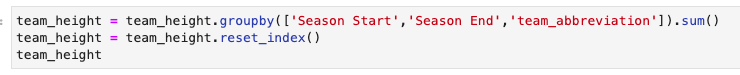 team_height = team_height.groupby(['Season Start','Season End','team_abbreviation']).sum()
team_height = team_height.reset_index()
team_height